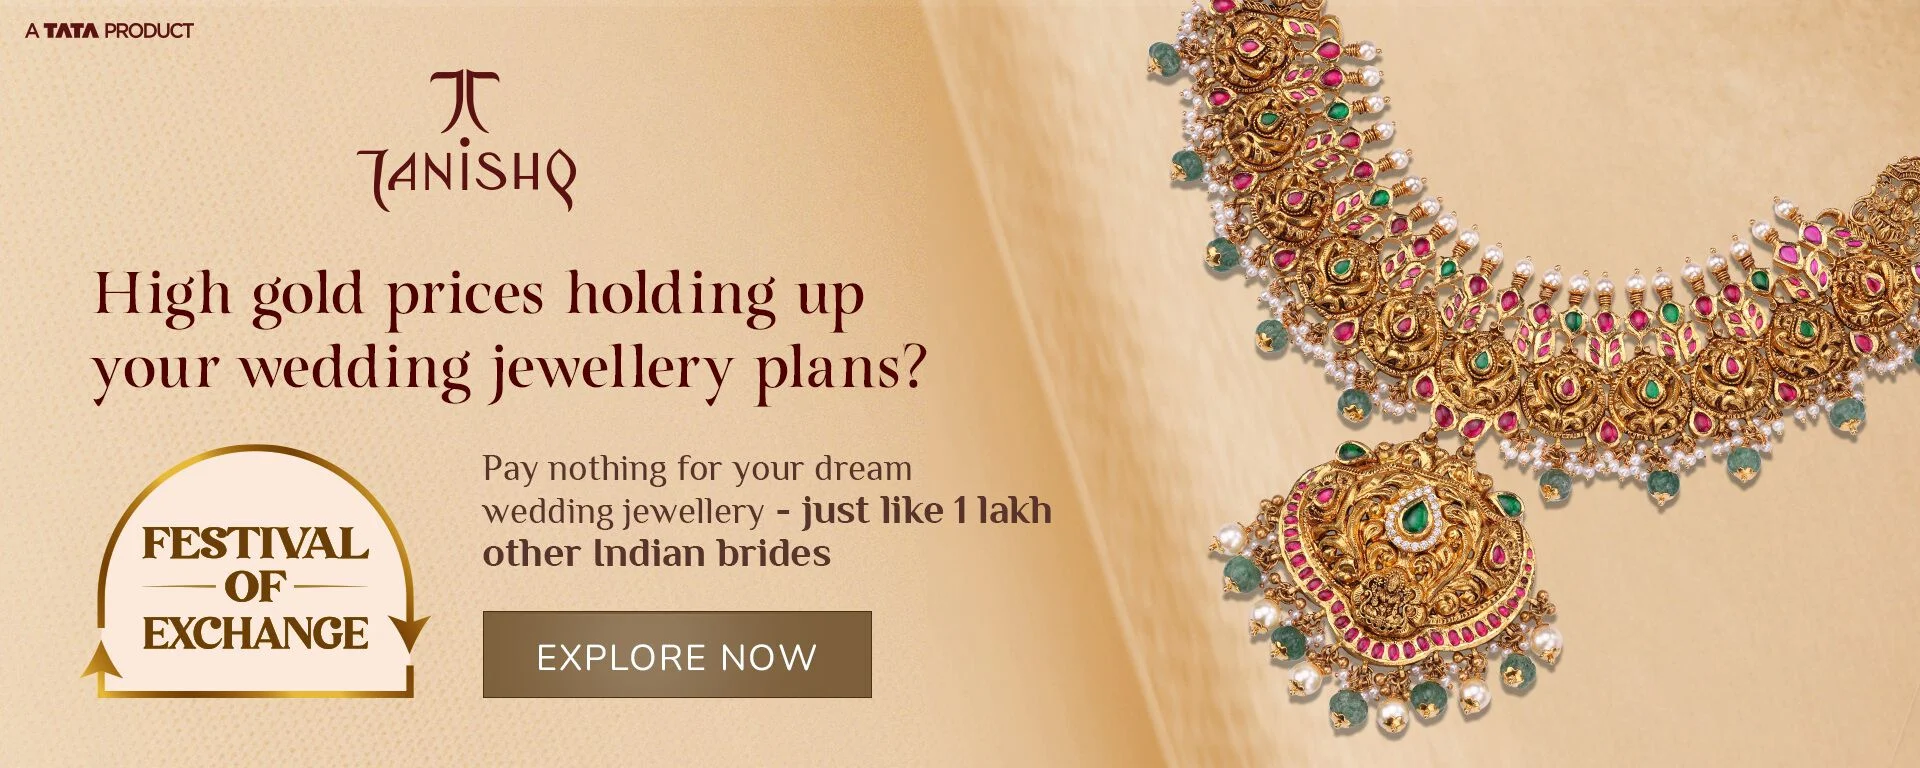 A TATA PRODUCT
TANISHQ
High gold prices holding up
your wedding jewellery plans?
FESTIVAL
OF
EXCHANGE
Pay nothing for your dream
wedding jewellery - just like 1 lakh
other Indian brides
EXPLORE NOW